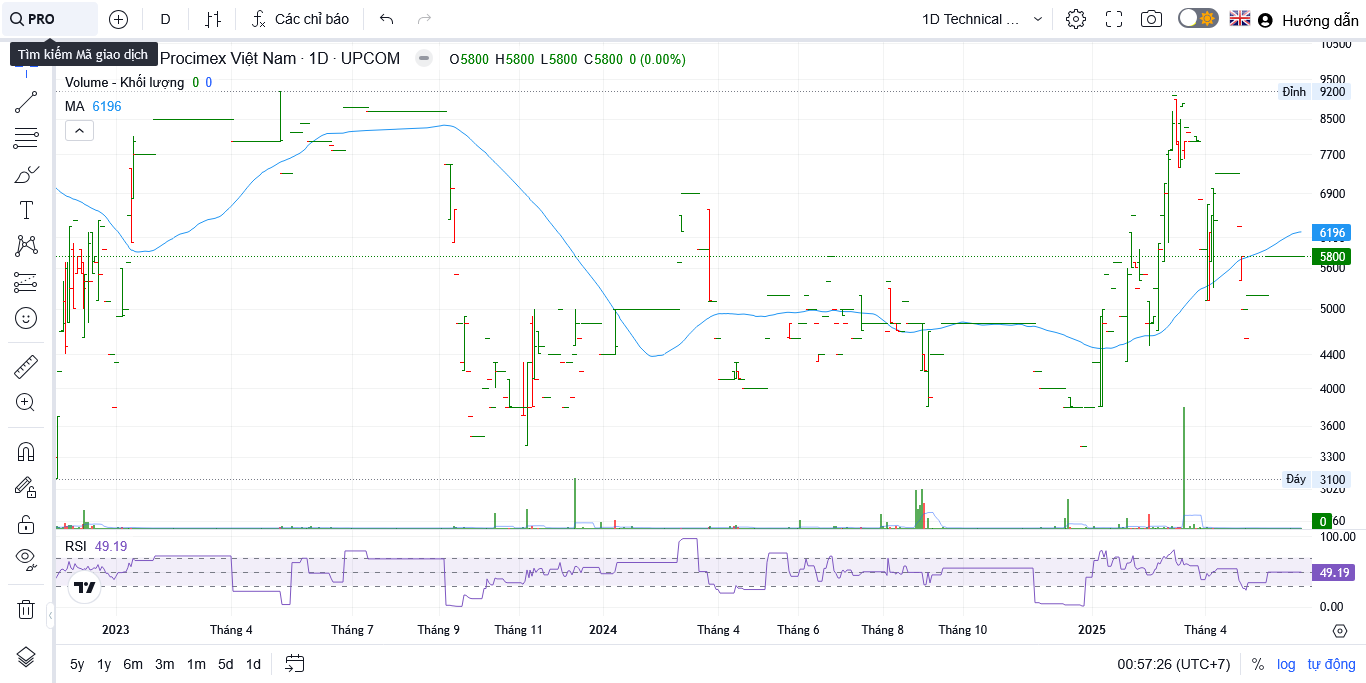 PRO
D
Các chỉ báo
1D Technical ...
Hướng dẫn
Tìm kiếm Mã giao dịch
Procimex Việt Nam · 1D · UPCOM
O5800 H5800 L5800 C5800 0 (0.00%)
Volume - Khối lượng 0 0
MA 6196
10500
9500
Đỉnh 9200
8500
7700
6900
6196
5800
5600
5000
4400
4000
3600
3300
Đáy 3100
3020
0
60
RSI 49.19
100.00
49.19
0.00
2023
Tháng 4
Tháng 7
Tháng 9
Tháng 11
2024
Tháng 4
Tháng 6
Tháng 8
Tháng 10
2025
Tháng 4
5y 1y 6m 3m 1m 5d 1d
00:57:26 (UTC+7)
% log tự động